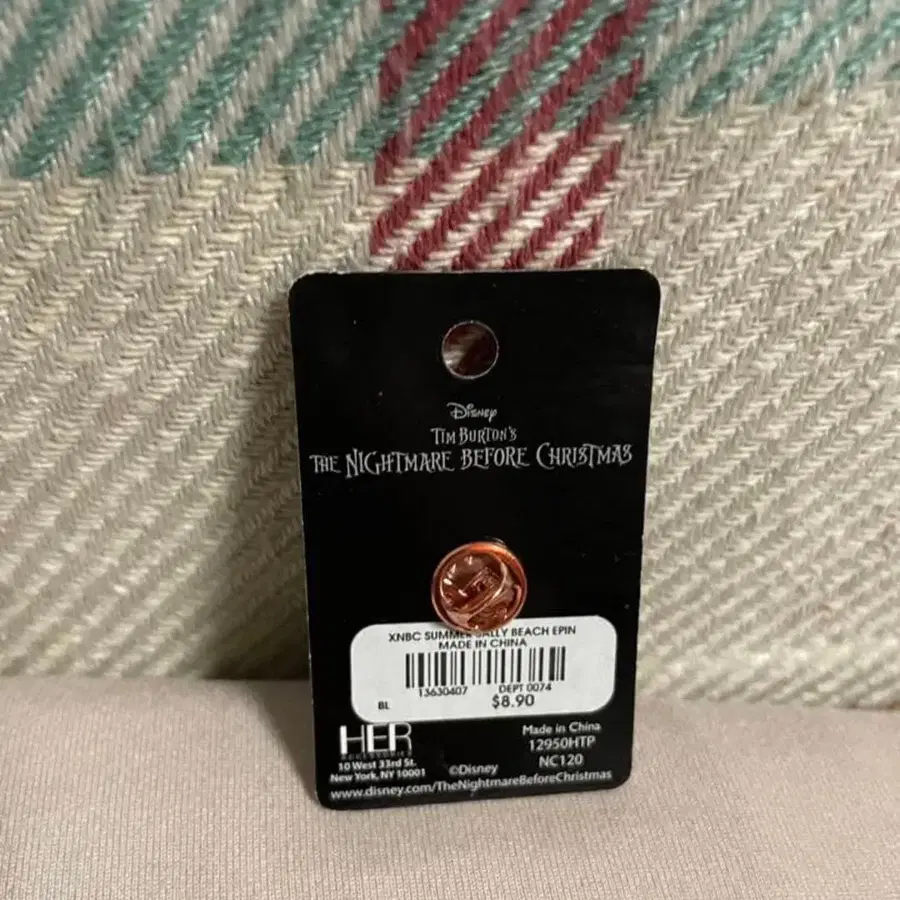 Disney
TIM BURTON'S
THE NIGHTMARE BEFORE CHRISTMAS
XNBC SUMMER SALLY BEACH EPIN
MADE IN CHINA
13630407 DEPT 0074
BL $8.90
HER
ACCESSORIES
10 West 33rd St.
New York, NY 10001
©Disney
Made in China
12950HTP
NC120
www.disney.com/TheNightmareBeforeChristmas